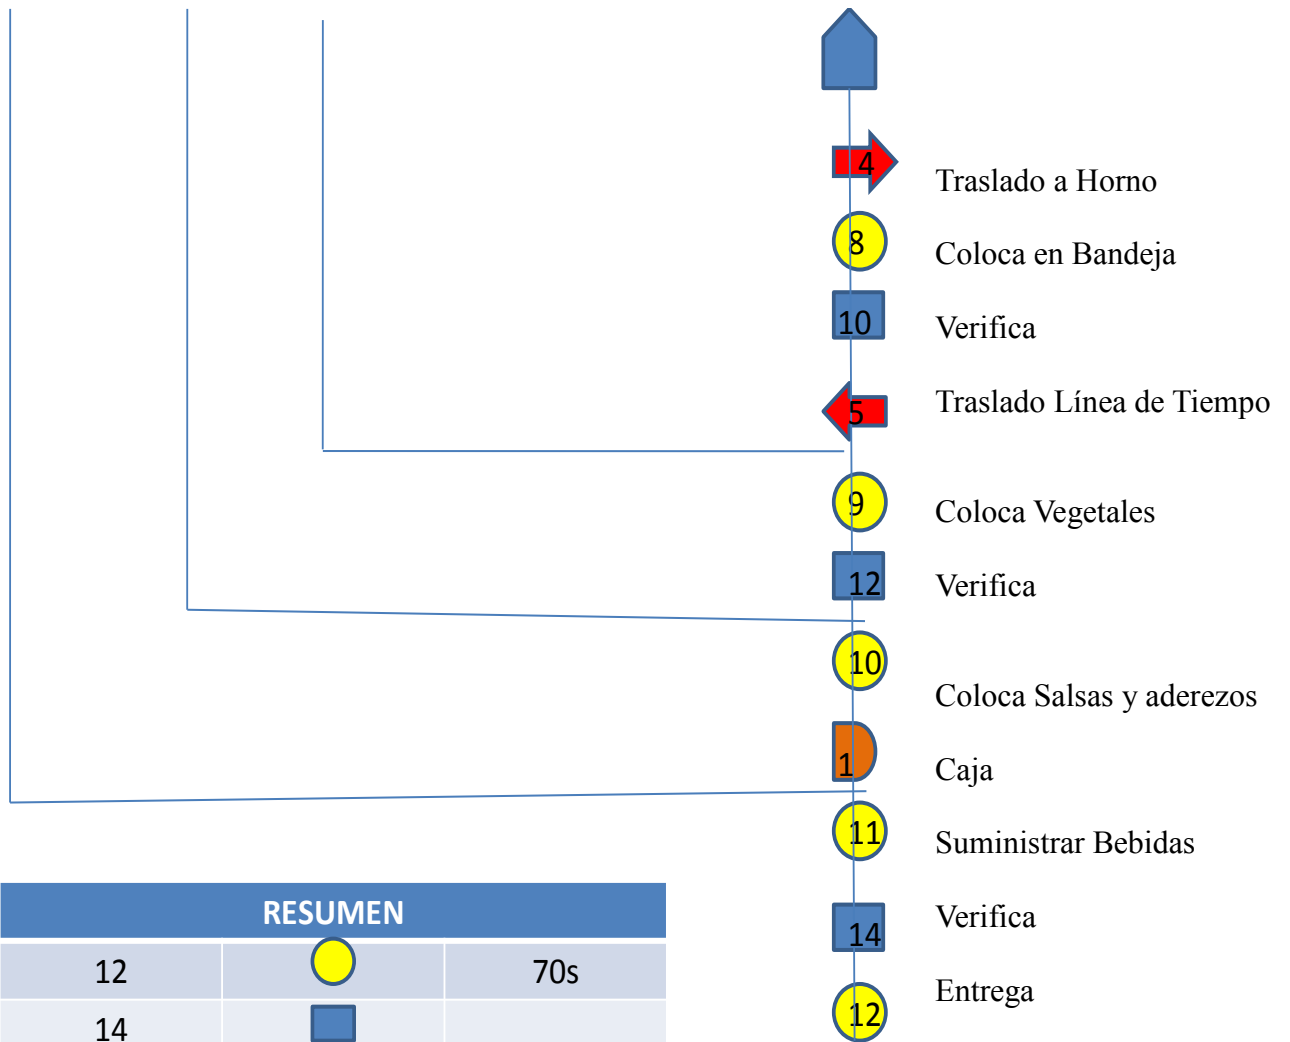 4
Traslado a Horno
8
Coloca en Bandeja
10
Verifica
5
Traslado Línea de Tiempo
9
Coloca Vegetales
12
Verifica
10
Coloca Salsas y aderezos
1
Caja
11
Suministrar Bebidas
14
Verifica
12
Entrega
RESUMEN
12 70s
14